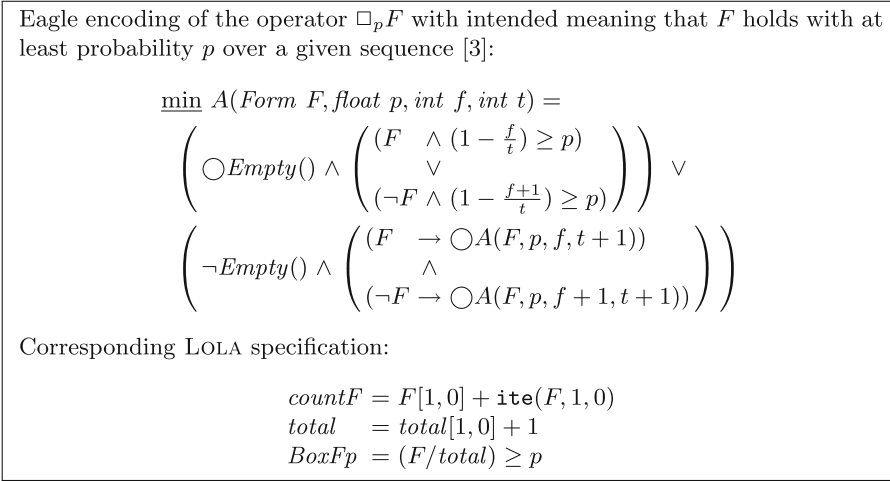 Eagle encoding of the operator □ₚF with intended meaning that F holds with at
least probability p over a given sequence [3]:
min A(Form F, float p, int f, int t) =
( ◯Empty() ∧ ( (F ∧ (1 − f/t) ≥ p)
∨
(¬F ∧ (1 − f+1/t) ≥ p) ) ) ∨
( ¬Empty() ∧ ( (F → ◯A(F, p, f, t + 1))
∧
(¬F → ◯A(F, p, f + 1, t + 1)) ) )
Corresponding LOLA specification:
countF = F[1, 0] + ite(F, 1, 0)
total = total[1, 0] + 1
BoxFp = (F/total) ≥ p